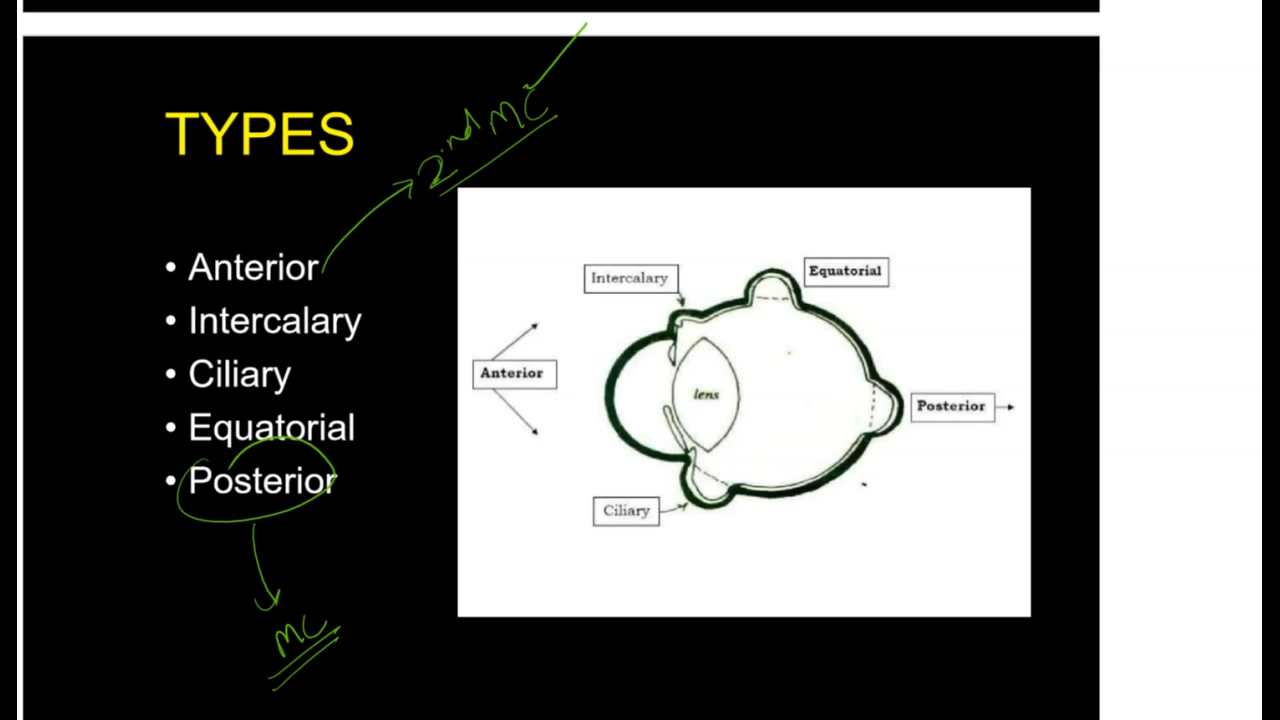 TYPES
2nd MC
• Anterior
• Intercalary
• Ciliary
• Equatorial
• Posterior
MC
Intercalary
Equatorial
Anterior
lens
Posterior
Ciliary